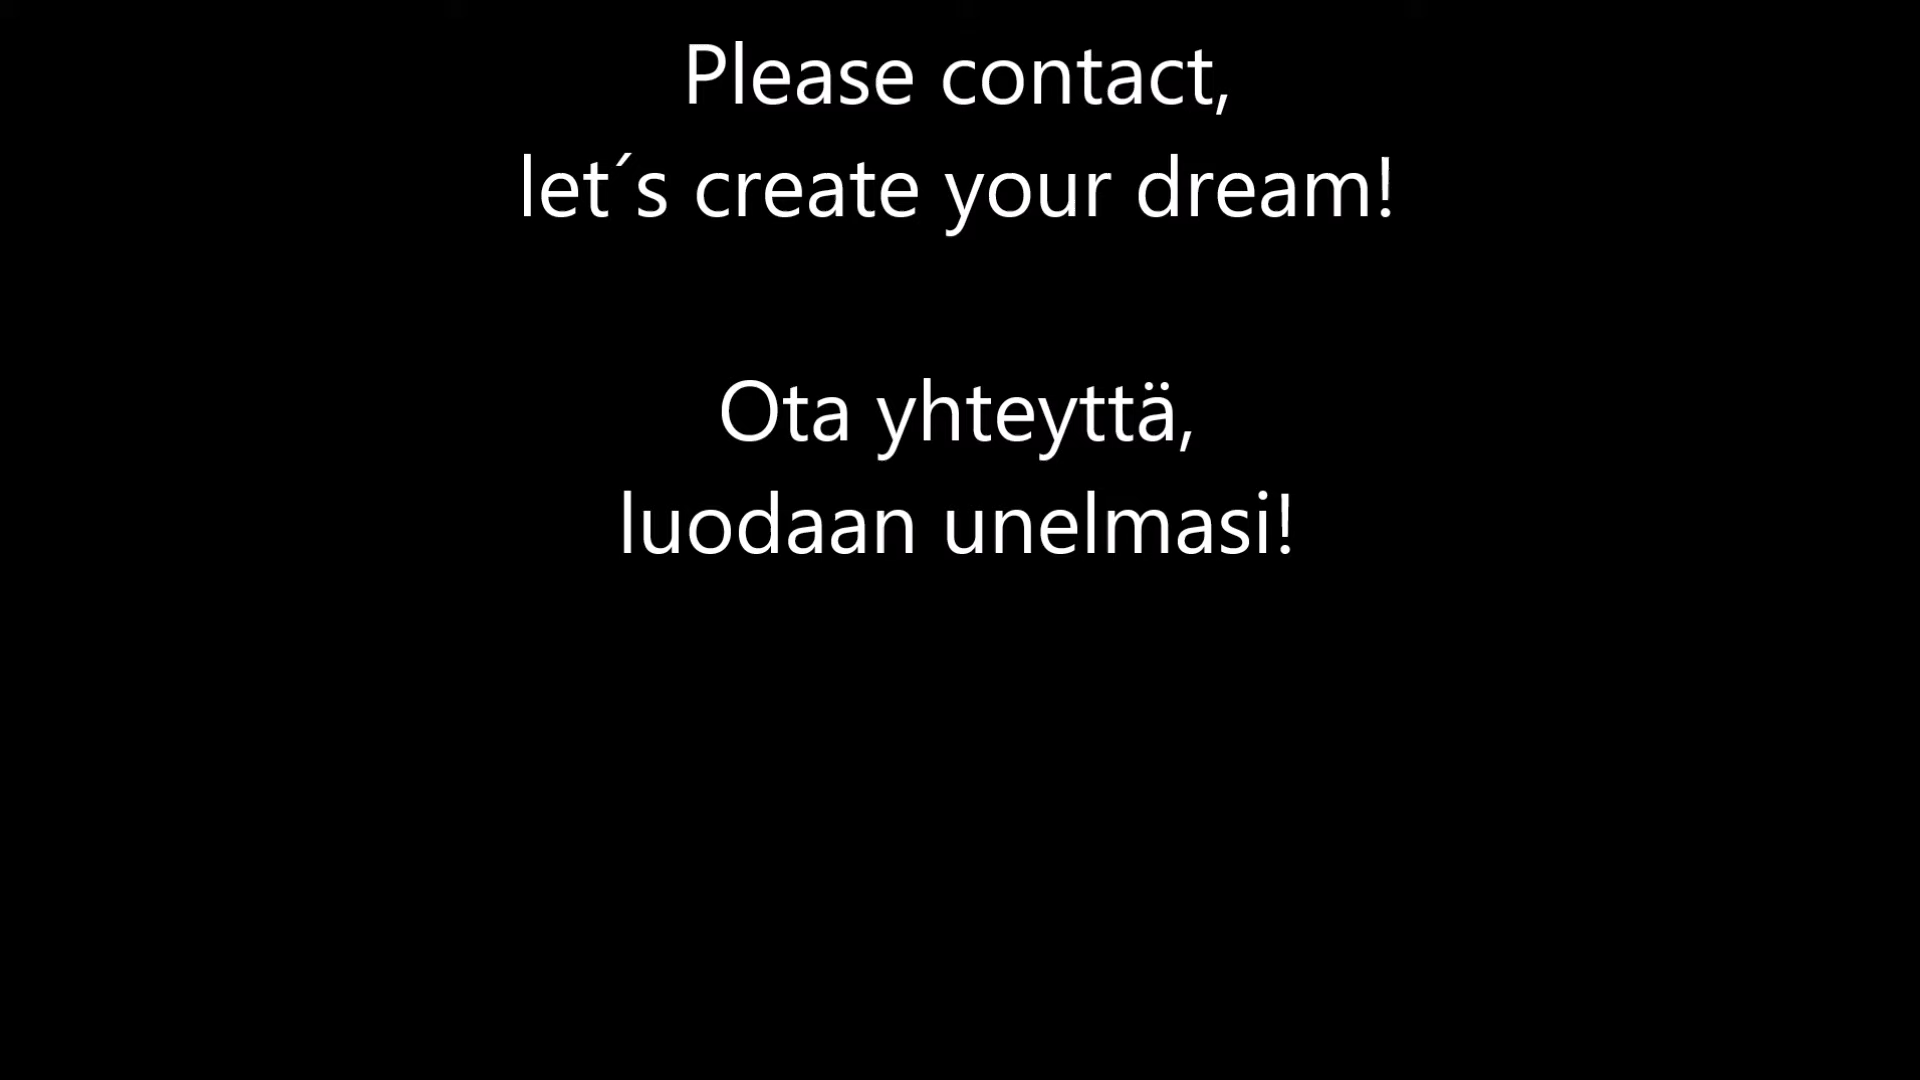 Please contact,
let´s create your dream!
Ota yhteyttä,
luodaan unelmasi!